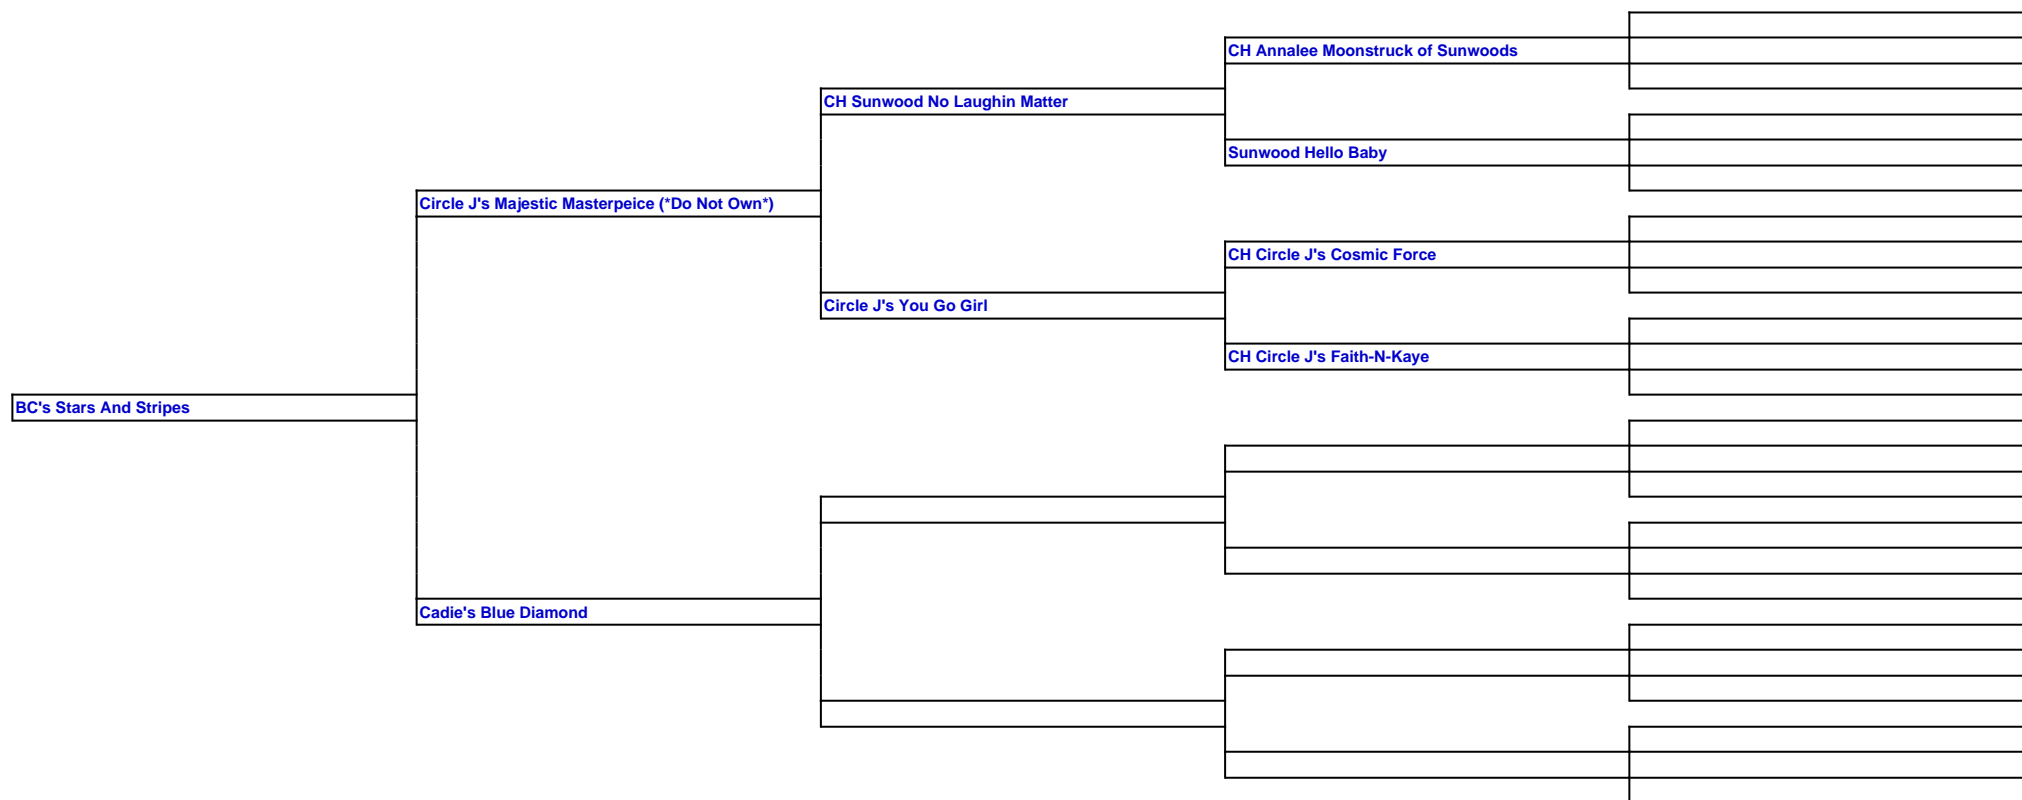 CH Annalee Moonstruck of Sunwoods
CH Sunwood No Laughin Matter
Sunwood Hello Baby
Circle J's Majestic Masterpeice (*Do Not Own*)
CH Circle J's Cosmic Force
Circle J's You Go Girl
CH Circle J's Faith-N-Kaye
BC's Stars And Stripes
Cadie's Blue Diamond